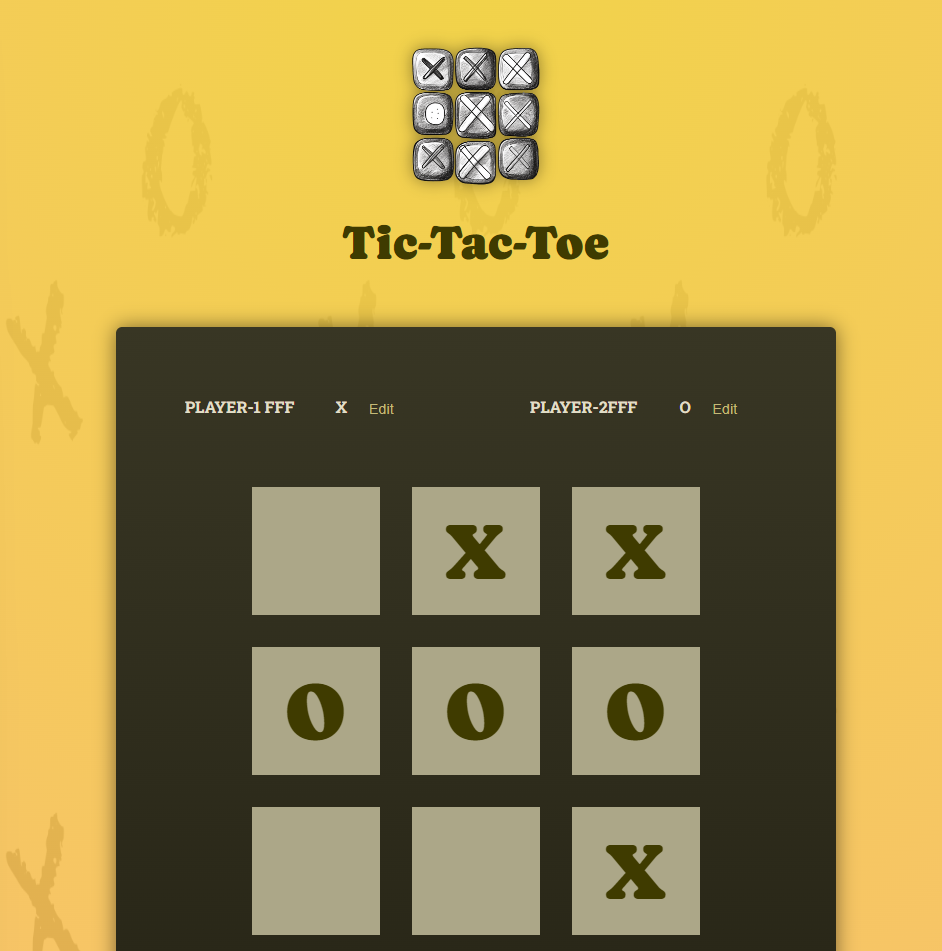 Tic-Tac-Toe
PLAYER-1 FFF X Edit PLAYER-2FFF O Edit
X X
O O O
X